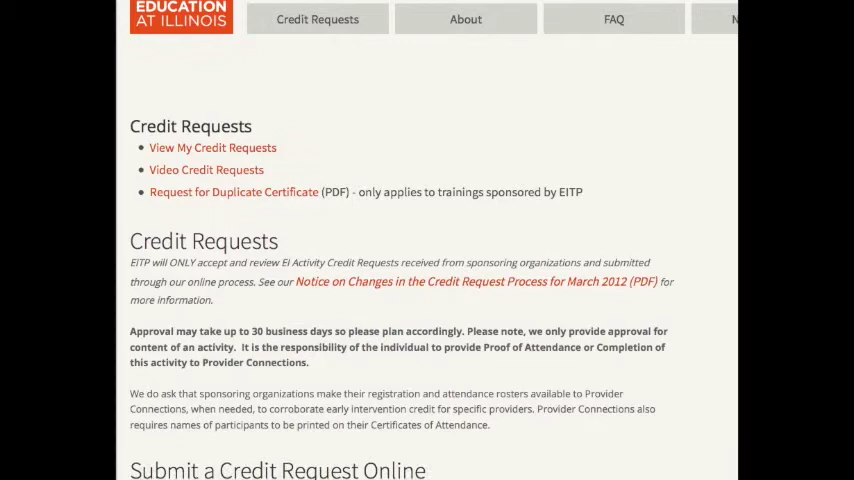 EDUCATION
AT ILLINOIS
Credit Requests
About
FAQ
N
Credit Requests
• View My Credit Requests
• Video Credit Requests
• Request for Duplicate Certificate (PDF) - only applies to trainings sponsored by EITP
Credit Requests
EITP will ONLY accept and review EI Activity Credit Requests received from sponsoring organizations and submitted
through our online process. See our Notice on Changes in the Credit Request Process for March 2012 (PDF) for
more information.
Approval may take up to 30 business days so please plan accordingly. Please note, we only provide approval for
content of an activity.  It is the responsibility of the individual to provide Proof of Attendance or Completion of
this activity to Provider Connections.
We do ask that sponsoring organizations make their registration and attendance rosters available to Provider
Connections, when needed, to corroborate early intervention credit for specific providers. Provider Connections also
requires names of participants to be printed on their Certificates of Attendance.
Submit a Credit Request Online